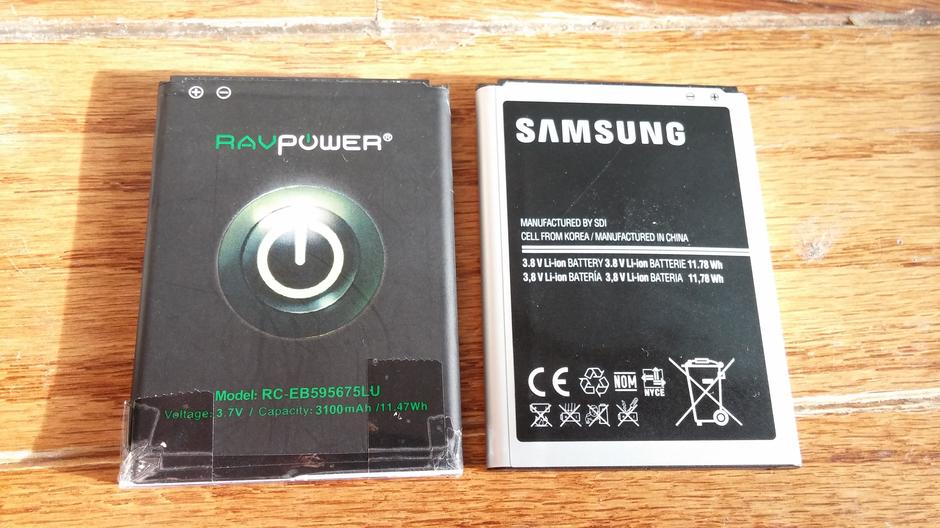 RAVPOWER®
Model: RC-EB595675LU
Voltage: 3.7V / Capacity: 3100mAh /11.47Wh
SAMSUNG
MANUFACTURED BY SDI
CELL FROM KOREA / MANUFACTURED IN CHINA
3.8 V Li-ion BATTERY 3.8 V Li-ion BATTERIE 11.78 Wh
3,8 V Li-ion BATERÍA 3,8 V Li-ion BATERIA 11,78 Wh
CE NOM NYCE